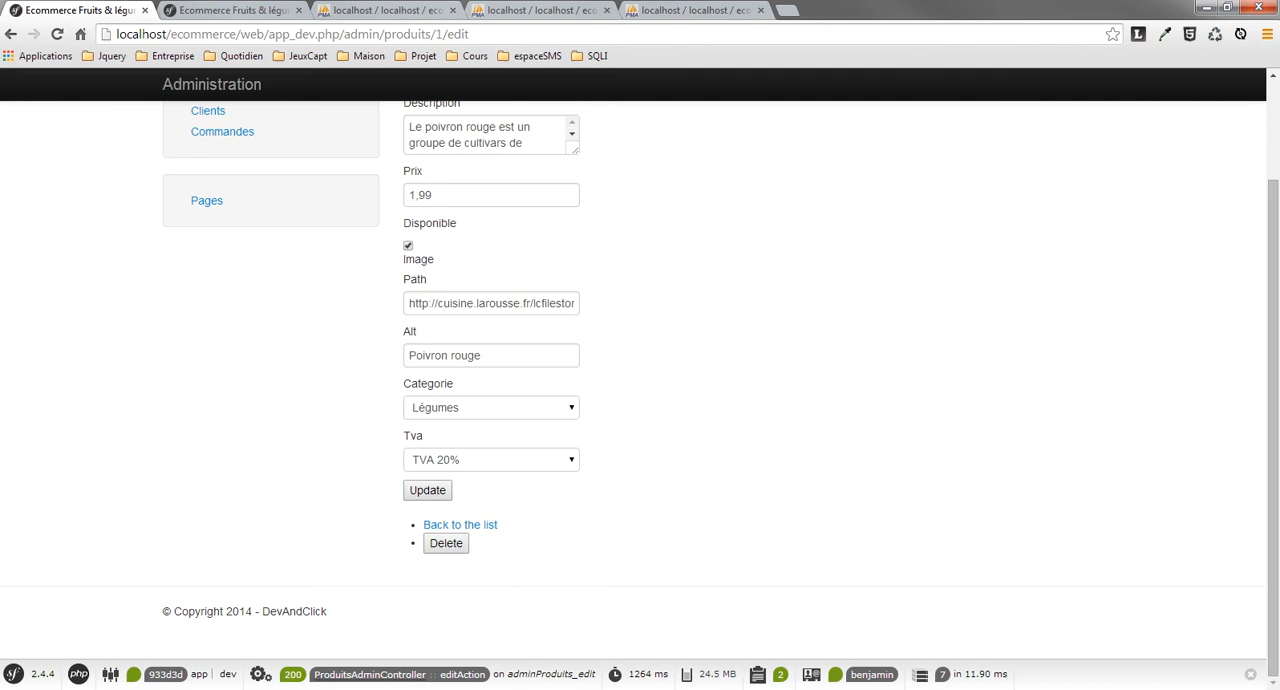 Ecommerce Fruits & légu
Ecommerce Fruits & légu
localhost / localhost / eco
localhost / localhost / eco
localhost / localhost / eco
localhost/ecommerce/web/app_dev.php/admin/produits/1/edit
Applications
Jquery
Entreprise
Quotidien
JeuxCapt
Maison
Projet
Cours
espaceSMS
SQLI
Administration
Clients
Commandes
Pages
Description
Le poivron rouge est un
groupe de cultivars de
Prix
1,99
Disponible
Image
Path
http://cuisine.larousse.fr/lcfilestor
Alt
Poivron rouge
Categorie
Légumes
Tva
TVA 20%
Update
Back to the list
Delete
© Copyright 2014 - DevAndClick
sf 2.4.4 php 933d3d app dev 200 ProduitsAdminController :: editAction on adminProduits_edit 1264 ms 24.5 MB 2 benjamin 7 in 11.90 ms